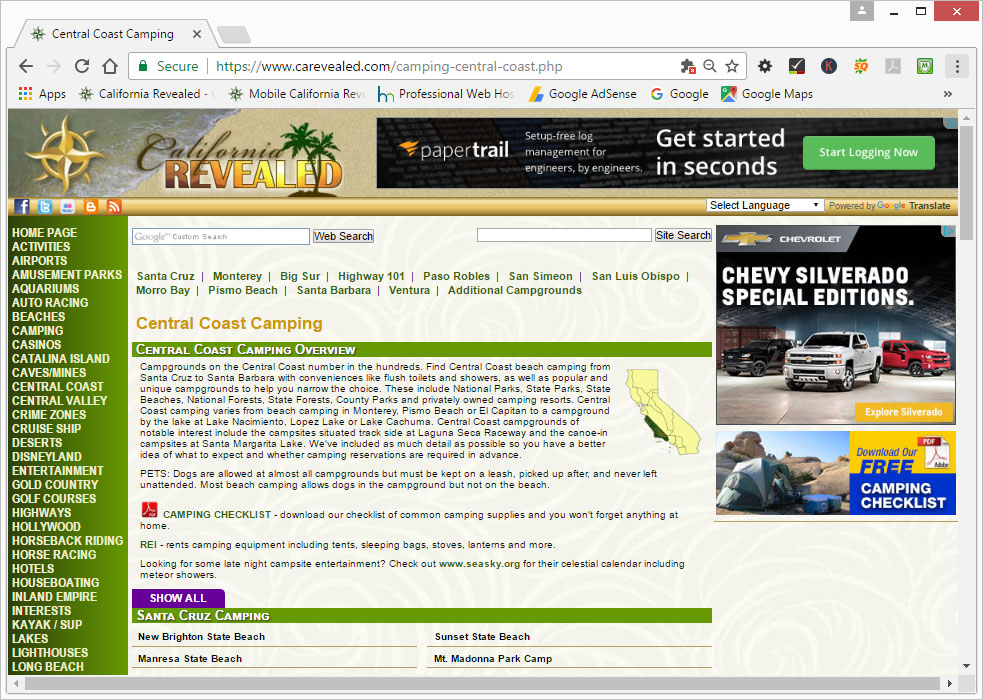 Central Coast Camping
Secure https://www.carevealed.com/camping-central-coast.php
Apps California Revealed - Mobile California Reve Professional Web Hos Google AdSense Google Google Maps »
California
REVEALED
papertrail
Setup-free log
management for
engineers, by engineers.
Get started
in seconds
Start Logging Now
Select Language Powered by Google Translate
HOME PAGE
ACTIVITIES
AIRPORTS
AMUSEMENT PARKS
AQUARIUMS
AUTO RACING
BEACHES
CAMPING
CASINOS
CATALINA ISLAND
CAVES/MINES
CENTRAL COAST
CENTRAL VALLEY
CRIME ZONES
CRUISE SHIP
DESERTS
DISNEYLAND
ENTERTAINMENT
GOLD COUNTRY
GOLF COURSES
HIGHWAYS
HOLLYWOOD
HORSEBACK RIDING
HORSE RACING
HOTELS
HOUSEBOATING
INLAND EMPIRE
INTERESTS
KAYAK / SUP
LAKES
LIGHTHOUSES
LONG BEACH
Google™ Custom Search Web Search Site Search
Santa Cruz | Monterey | Big Sur | Highway 101 | Paso Robles | San Simeon | San Luis Obispo |
Morro Bay | Pismo Beach | Santa Barbara | Ventura | Additional Campgrounds
Central Coast Camping
Central Coast Camping Overview
Campgrounds on the Central Coast number in the hundreds. Find Central Coast beach camping from
Santa Cruz to Santa Barbara with conveniences like flush toilets and showers, as well as popular and
unique campgrounds to help you narrow the choice. These include National Parks, State Parks, State
Beaches, National Forests, State Forests, County Parks and privately owned camping resorts. Central
Coast camping varies from beach camping in Monterey, Pismo Beach or El Capitan to a campground
by the lake at Lake Nacimiento, Lopez Lake or Lake Cachuma. Central Coast campgrounds of
notable interest include the campsites situated track side at Laguna Seca Raceway and the canoe-in
campsites at Santa Margarita Lake. We've included as much detail as possible so you have a better
idea of what to expect and whether camping reservations are required in advance.
PETS: Dogs are allowed at almost all campgrounds but must be kept on a leash, picked up after, and never left
unattended. Most beach camping allows dogs in the campground but not on the beach.
CAMPING CHECKLIST - download our checklist of common camping supplies and you won't forget anything at
home.
REI - rents camping equipment including tents, sleeping bags, stoves, lanterns and more.
Looking for some late night campsite entertainment? Check out www.seasky.org for their celestial calendar including
meteor showers.
SHOW ALL
Santa Cruz Camping
New Brighton State Beach Sunset State Beach
Manresa State Beach Mt. Madonna Park Camp
CHEVROLET
CHEVY SILVERADO
SPECIAL EDITIONS.
Explore Silverado
Download Our
FREE
PDF
Adobe
CAMPING
CHECKLIST